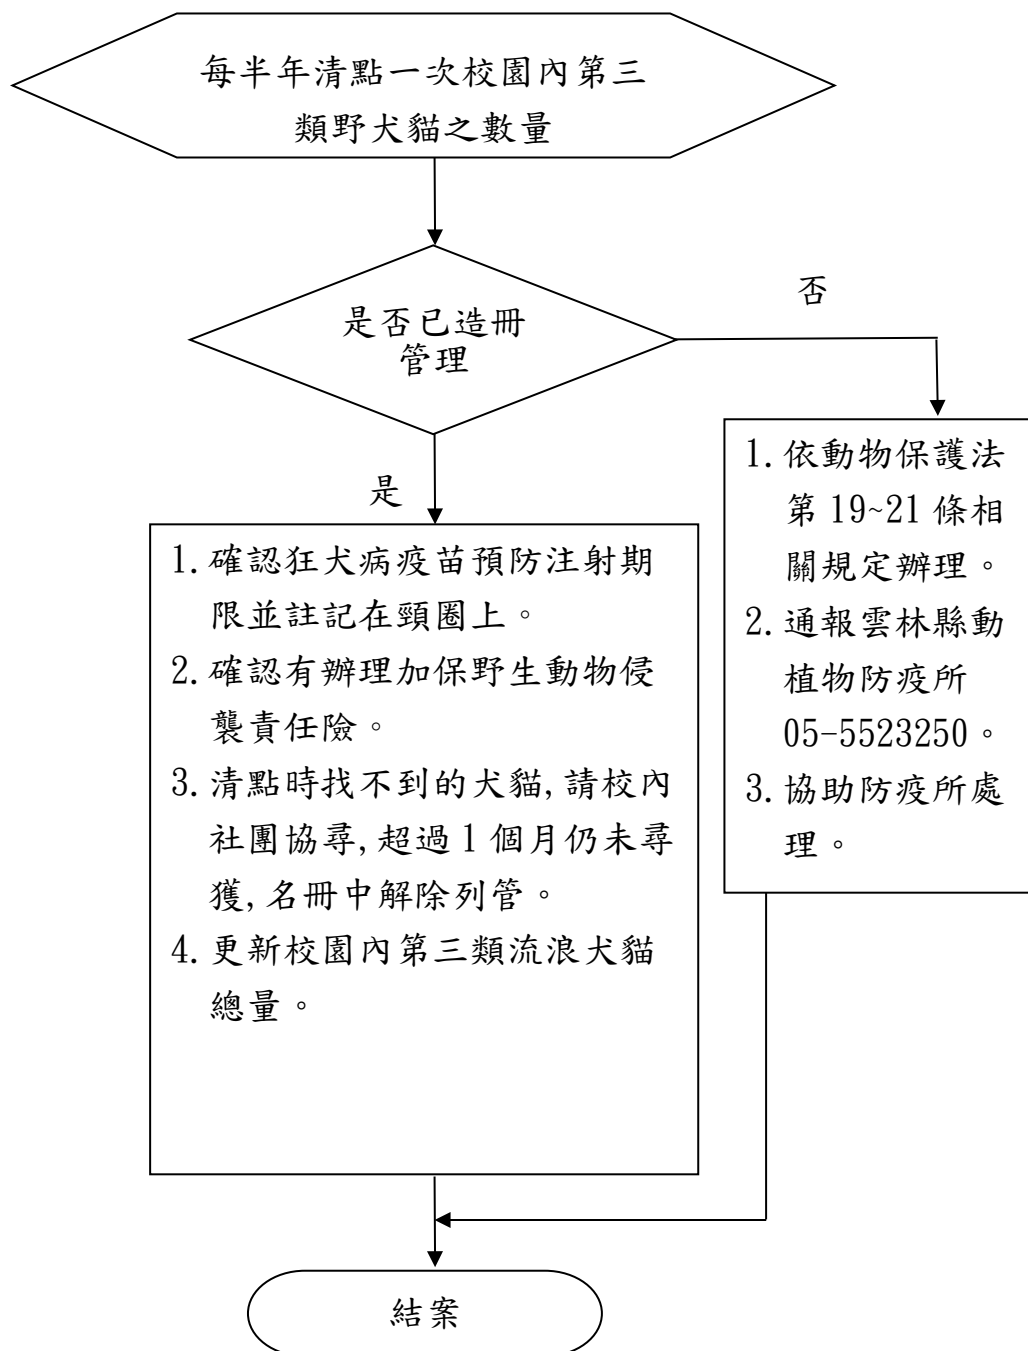 每半年清點一次校園內第三
類野犬貓之數量
否
是否已造冊
管理
是
1.依動物保護法
第 19~21 條相
關規定辦理。
2.通報雲林縣動
植物防疫所
05-5523250。
3.協助防疫所處
理。
1.確認狂犬病疫苗預防注射期
限並註記在頸圈上。
2.確認有辦理加保野生動物侵
襲責任險。
3.清點時找不到的犬貓,請校內
社團協尋,超過 1 個月仍未尋
獲,名冊中解除列管。
4.更新校園內第三類流浪犬貓
總量。
結案